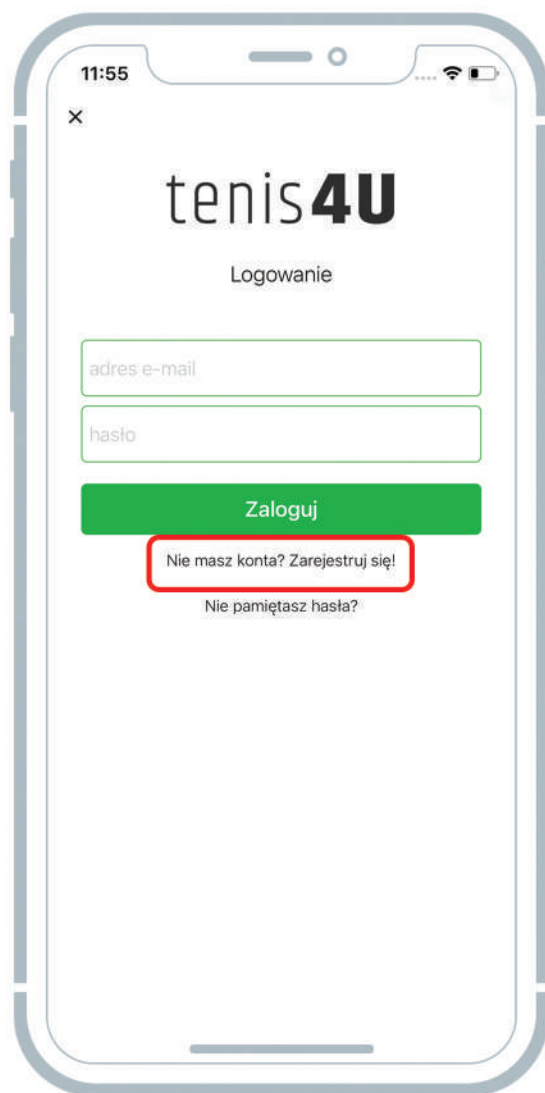 11:55
×
tenis4U
Logowanie
adres e-mail
hasło
Zaloguj
Nie masz konta? Zarejestruj się!
Nie pamiętasz hasła?